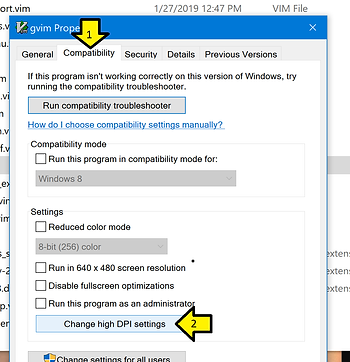 ort.vim 1/27/2019 12:47 PM VIM File
gvim Prope
1
General Compatibility Security Details Previous Versions
If this program isn't working correctly on this version of Windows, try
running the compatibility troubleshooter.
Run compatibility troubleshooter
How do I choose compatibility settings manually?
Compatibility mode
Run this program in compatibility mode for:
Windows 8
Settings
Reduced color mode
8-bit (256) color
Run in 640 x 480 screen resolution
Disable fullscreen optimizations
Run this program as an administrator
Change high DPI settings
2
Change settings for all users